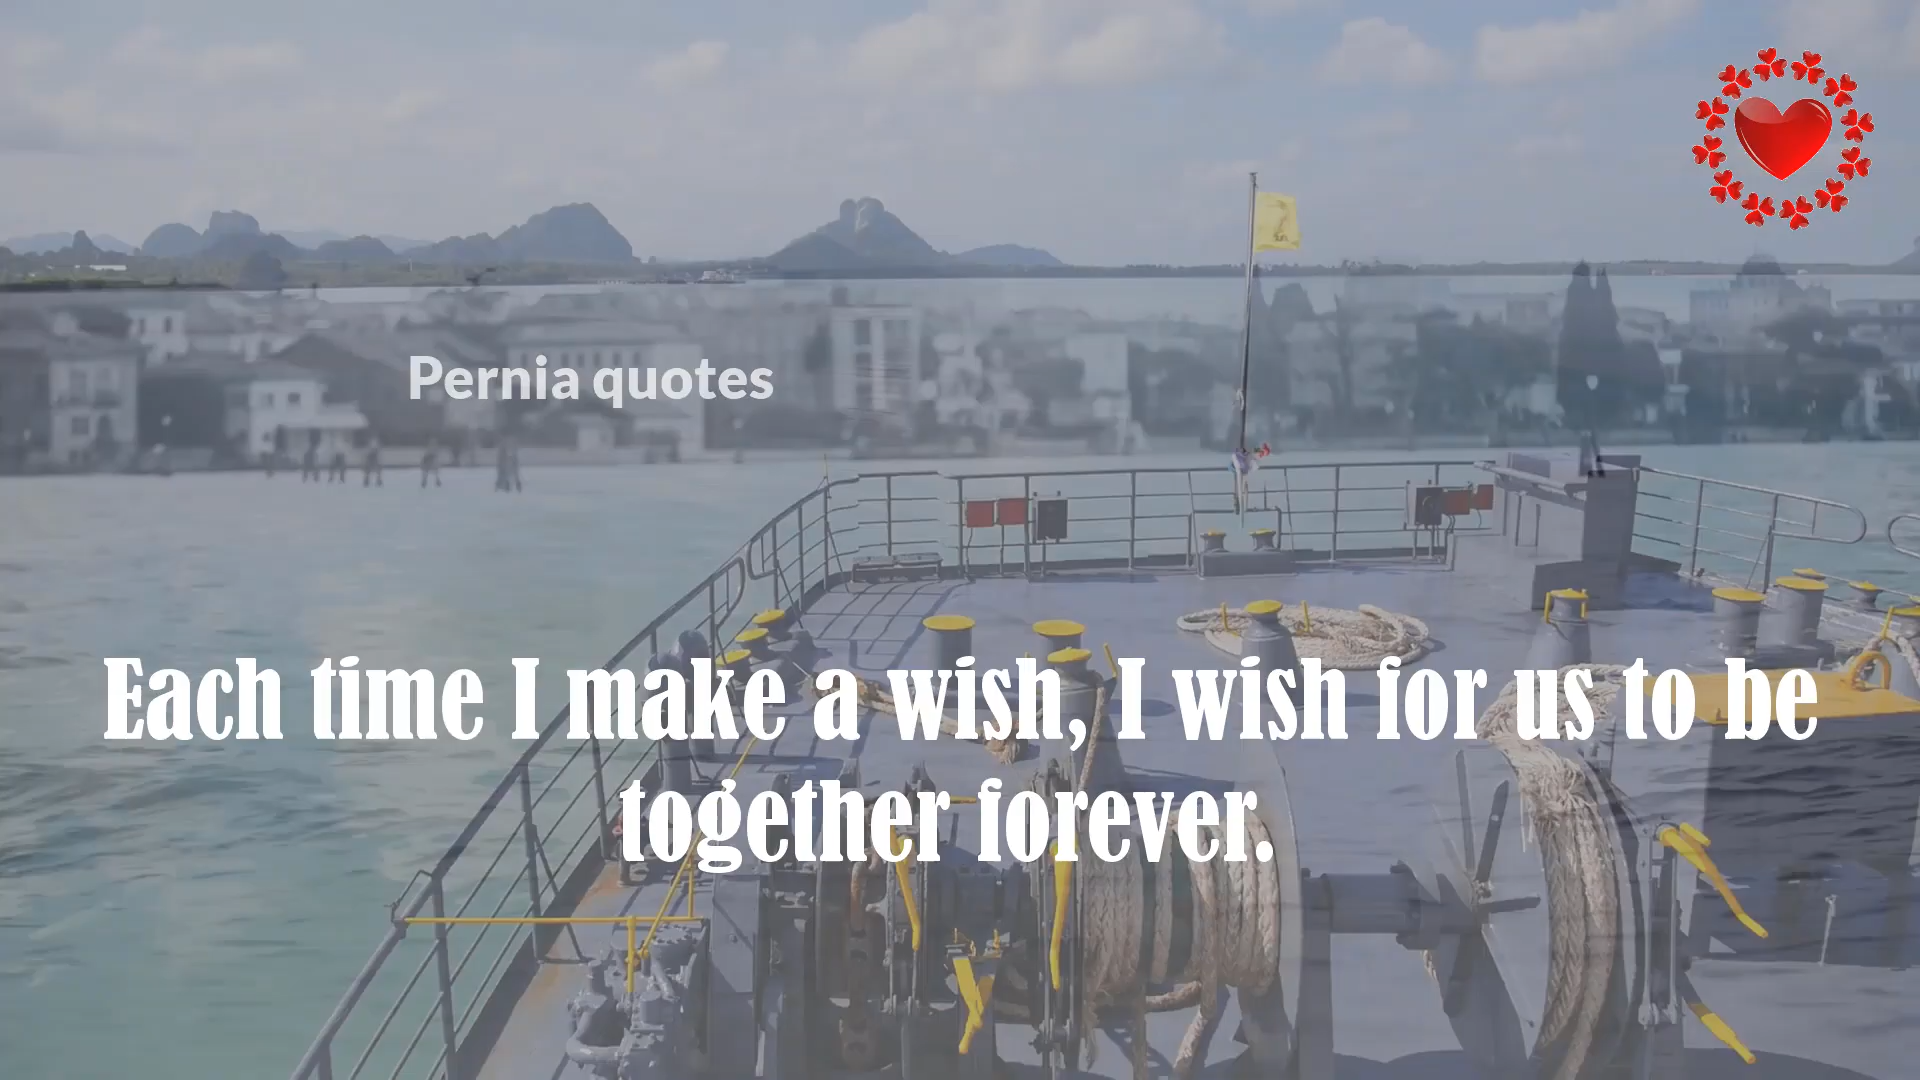 Pernia quotes
Each time I make a wish, I wish for us to be
together forever.